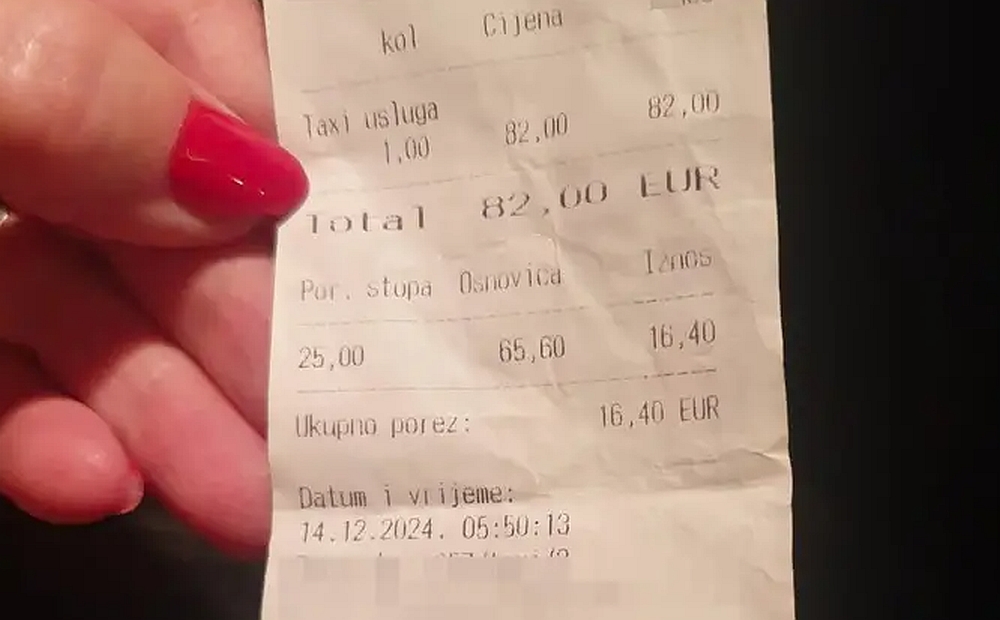 kol Cijena
Taxi usluga
1,00 82,00 82,00
Total 82,00 EUR
Por. stupa Osnovica Iznos
25,00 65,60 16,40
Ukupno porez: 16,40 EUR
Datum i vrijeme:
14.12.2024. 05:50:13